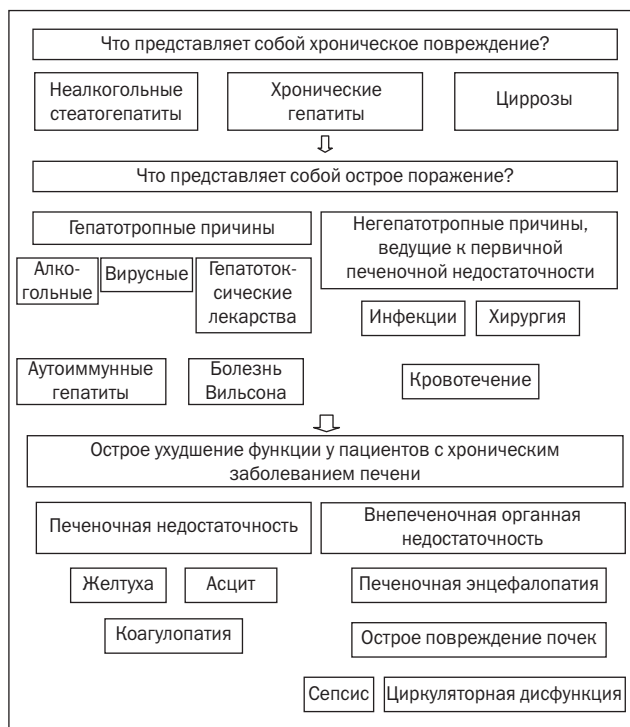 Что представляет собой хроническое повреждение?
Неалкогольные
стеатогепатиты
Хронические
гепатиты
Циррозы
Что представляет собой острое поражение?
Гепатотропные причины
Негепатотропные причины,
ведущие к первичной
печеночной недостаточности
Алко-
гольные
Вирусные
Гепатоток-
сические
лекарства
Инфекции
Хирургия
Аутоиммунные
гепатиты
Болезнь
Вильсона
Кровотечение
Острое ухудшение функции у пациентов с хроническим
заболеванием печени
Печеночная недостаточность
Внепеченочная органная
недостаточность
Желтуха
Асцит
Печеночная энцефалопатия
Коагулопатия
Острое повреждение почек
Сепсис
Циркуляторная дисфункция